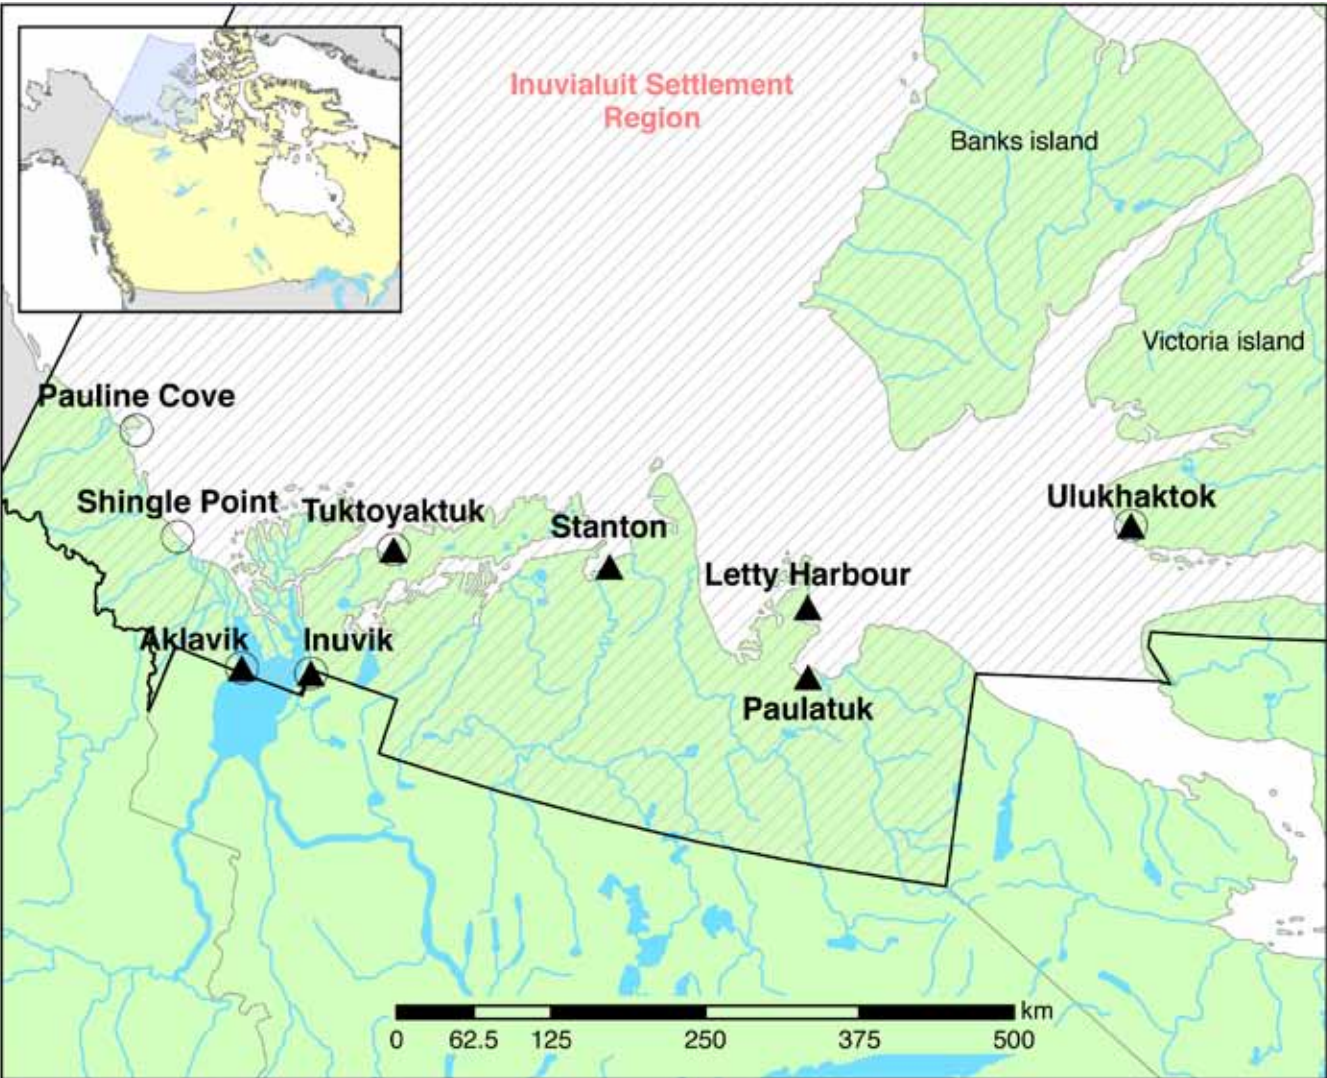 Inuvialuit Settlement
Region
Banks island
Victoria island
Pauline Cove
Shingle Point
Tuktoyaktuk
Stanton
Ulukhaktok
Letty Harbour
Aklavik
Inuvik
Paulatuk
km
0 62.5 125 250 375 500